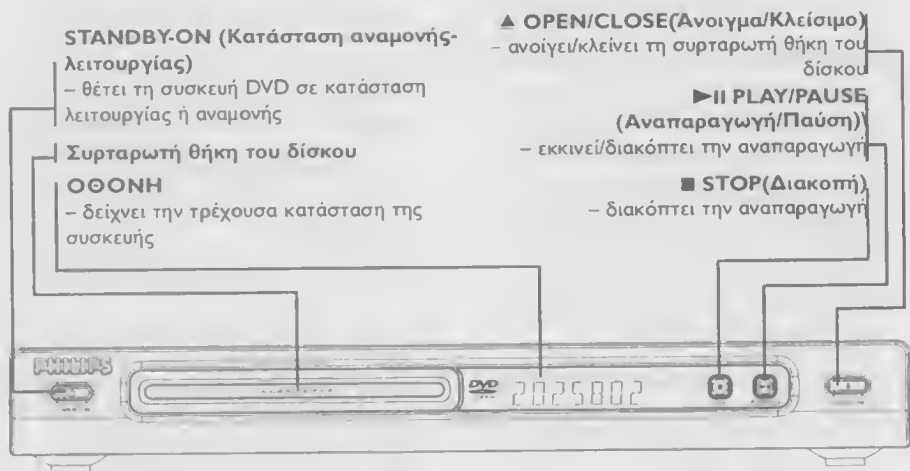 STANDBY-ON (Κατάσταση αναμονής-
λειτουργίας)
– θέτει τη συσκευή DVD σε κατάσταση
λειτουργίας ή αναμονής
Συρταρωτή θήκη του δίσκου
ΟΘΟΝΗ
– δείχνει την τρέχουσα κατάσταση της
συσκευής
▲ OPEN/CLOSE(Άνοιγμα/Κλείσιμο)
– ανοίγει/κλείνει τη συρταρωτή θήκη του
δίσκου
►II PLAY/PAUSE
(Αναπαραγωγή/Παύση)
– εκκινεί/διακόπτει την αναπαραγωγή
■ STOP(Διακοπή)
– διακόπτει την αναπαραγωγή
PHILIPS
DVD